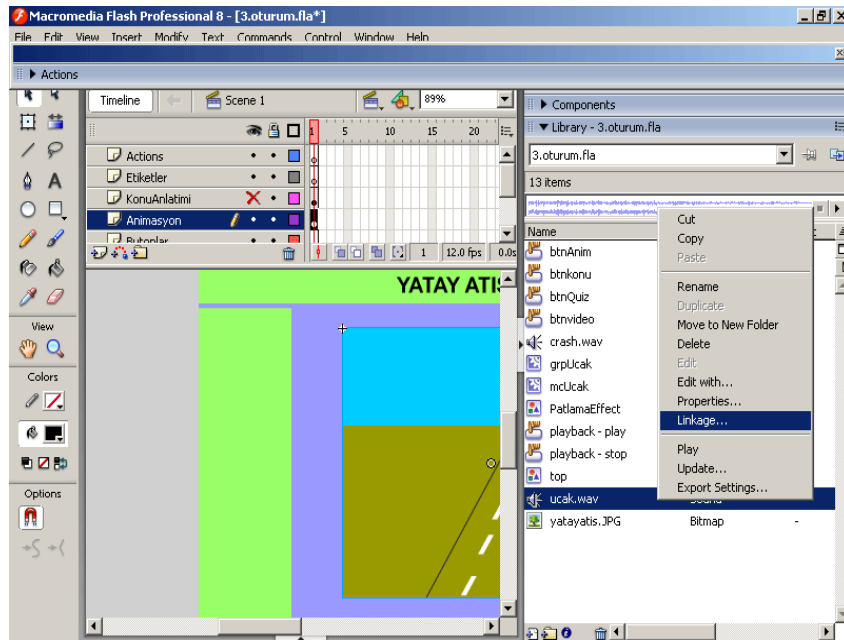 Macromedia Flash Professional 8 - [3.oturum.fla*]
File Edit View Insert Modify Text Commands Control Window Help
Actions
Timeline Scene 1 89%
1 5 10 15 20
Actions
Etiketler
KonuAnlatimi
Animasyon
Butonlar
1 12.0 fps 0.0s
View
Colors
Options
YATAY ATIŞ
Components
Library - 3.oturum.fla
3.oturum.fla
13 items
Name
btnAnim
btnkonu
btnQuiz
btnvideo
crash.wav
grpUcak
mcUcak
PatlamaEffect
playback - play
playback - stop
top
ucak.wav Sound
yatayatis.JPG Bitmap -
Cut
Copy
Paste
Rename
Duplicate
Move to New Folder
Delete
Edit
Edit with...
Properties...
Linkage...
Play
Update...
Export Settings...